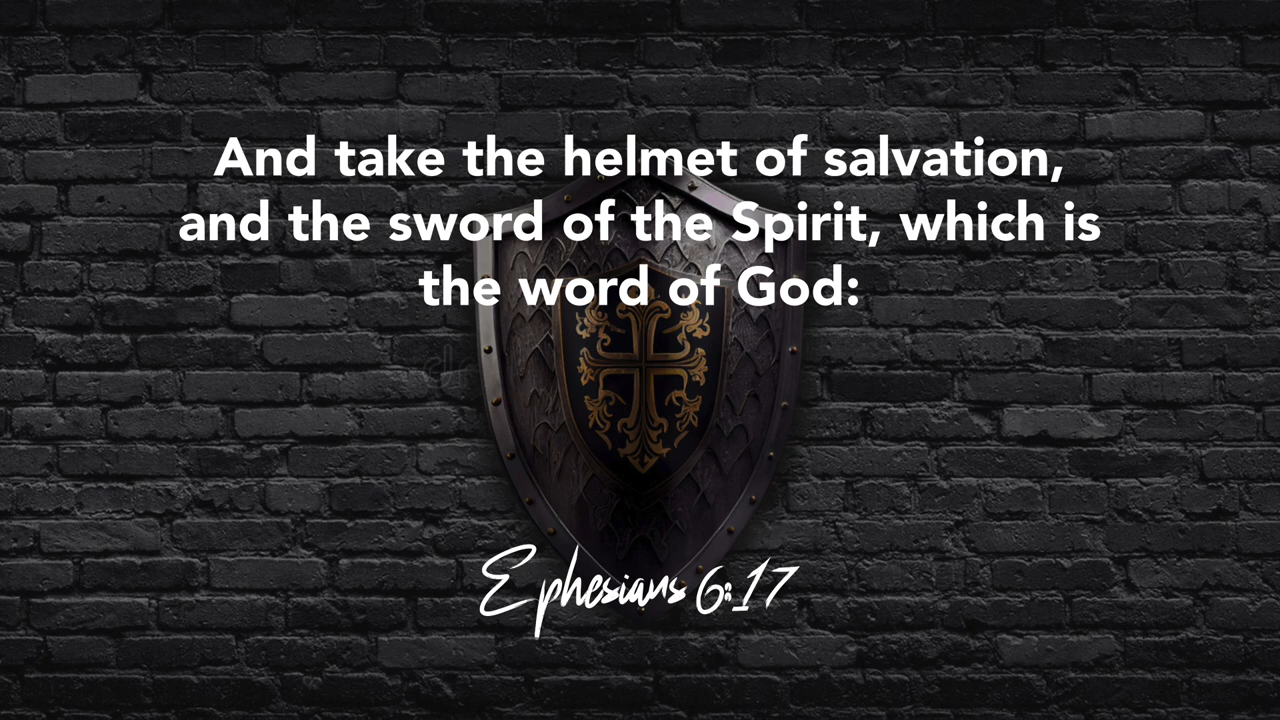 And take the helmet of salvation,
and the sword of the Spirit, which is
the word of God:
Ephesians 6:17